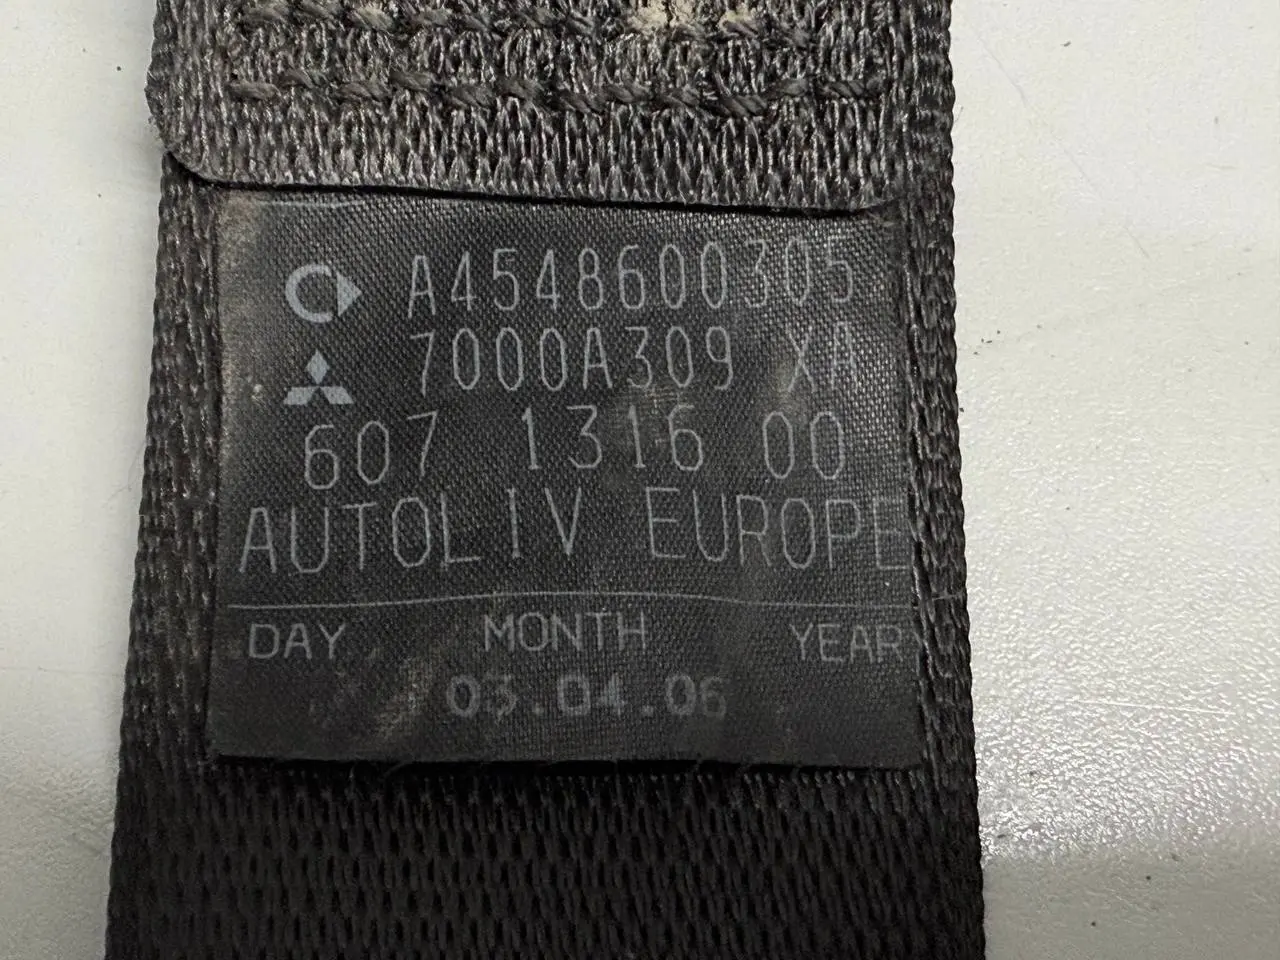 A4548600305
7000A309 XA
607 1316 00
AUTOLIV EUROPE
DAY MONTH YEAR
03.04.06